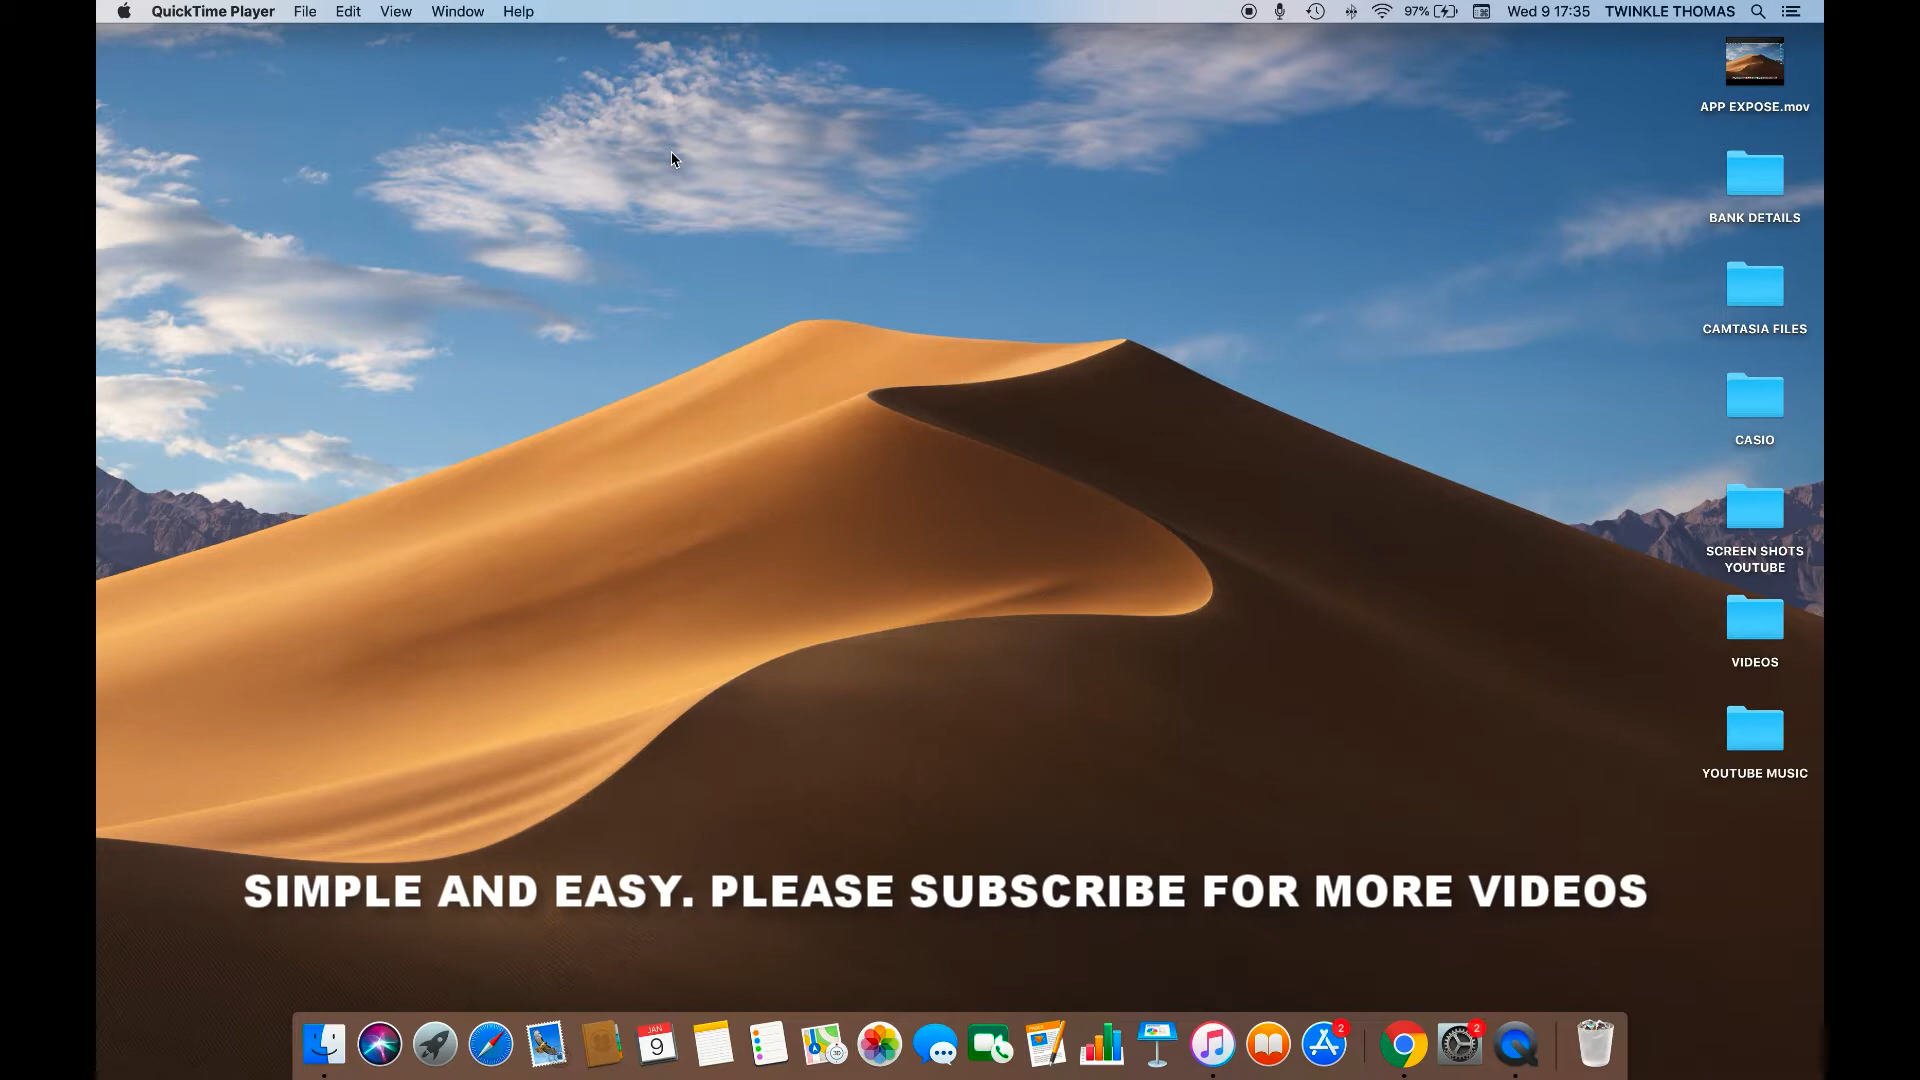 QuickTime Player File Edit View Window Help 97% Wed 9 17:35 TWINKLE THOMAS
APP EXPOSE.mov
BANK DETAILS
CAMTASIA FILES
CASIO
SCREEN SHOTS
YOUTUBE
VIDEOS
YOUTUBE MUSIC
SIMPLE AND EASY. PLEASE SUBSCRIBE FOR MORE VIDEOS
JAN
9
3D
PAGES
2
2